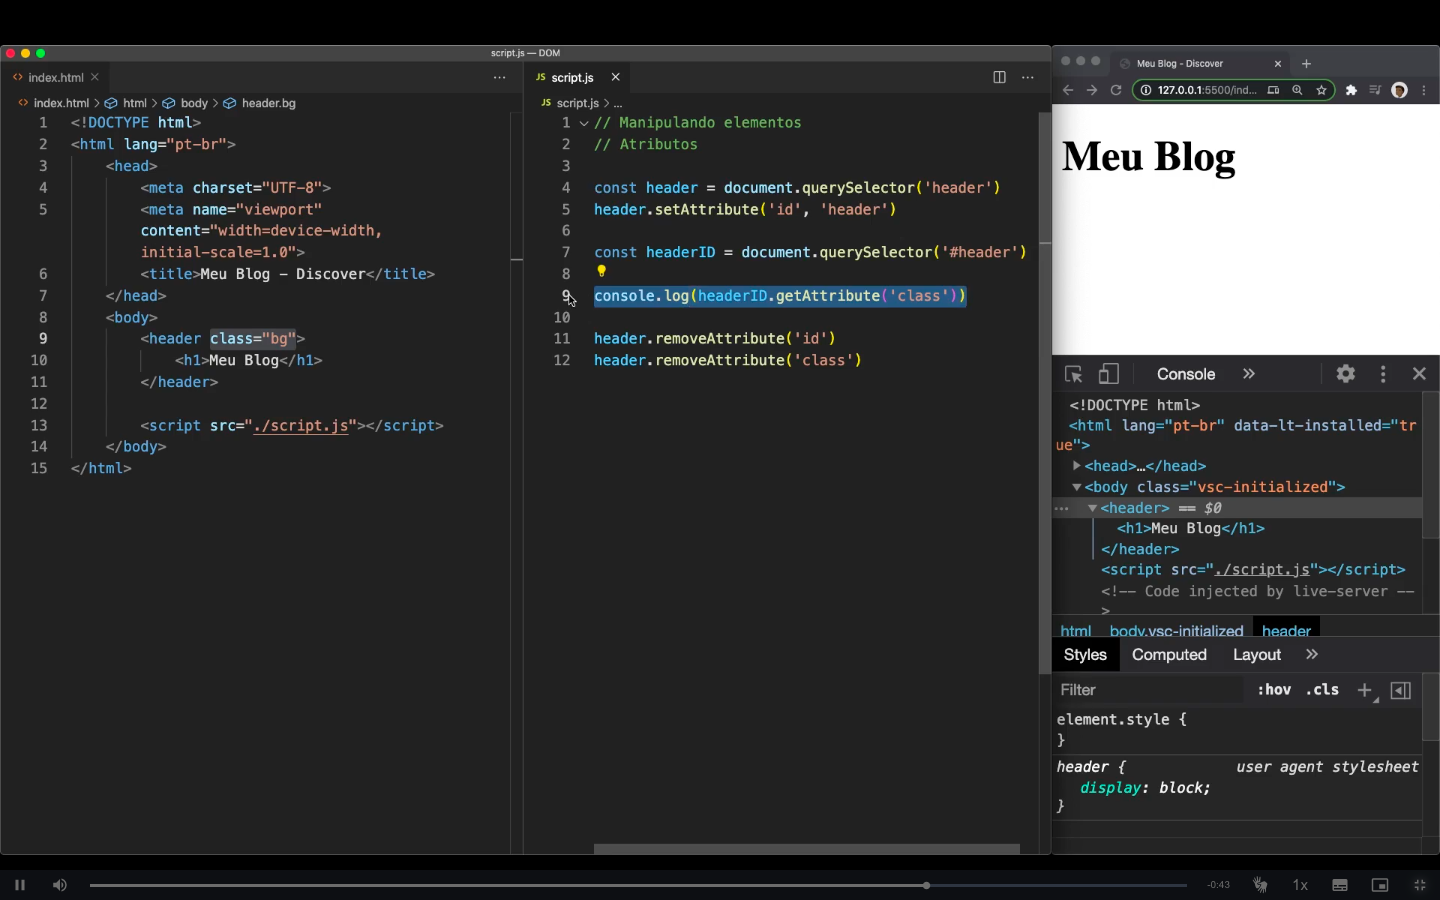 script.js — DOM
index.html
index.html > html > body > header.bg
1 <!DOCTYPE html>
2 <html lang="pt-br">
3 <head>
4 <meta charset="UTF-8">
5 <meta name="viewport"
content="width=device-width,
initial-scale=1.0">
6 <title>Meu Blog – Discover</title>
7 </head>
8 <body>
9 <header class="bg">
10 <h1>Meu Blog</h1>
11 </header>
12
13 <script src="./script.js"></script>
14 </body>
15 </html>
JS script.js
JS script.js > ...
1 // Manipulando elementos
2 // Atributos
3
4 const header = document.querySelector('header')
5 header.setAttribute('id', 'header')
6
7 const headerID = document.querySelector('#header')
8
9 console.log(headerID.getAttribute('class'))
10
11 header.removeAttribute('id')
12 header.removeAttribute('class')
Meu Blog - Discover
127.0.0.1:5500/ind...
Meu Blog
Console
<!DOCTYPE html>
<html lang="pt-br" data-lt-installed="tr
ue">
<head>…</head>
<body class="vsc-initialized">
<header> == $0
<h1>Meu Blog</h1>
</header>
<script src="./script.js"></script>
<!-- Code injected by live-server --
>
html body.vsc-initialized header
Styles Computed Layout
Filter :hov .cls
element.style {
}
header { user agent stylesheet
display: block;
}
-0:43 1x